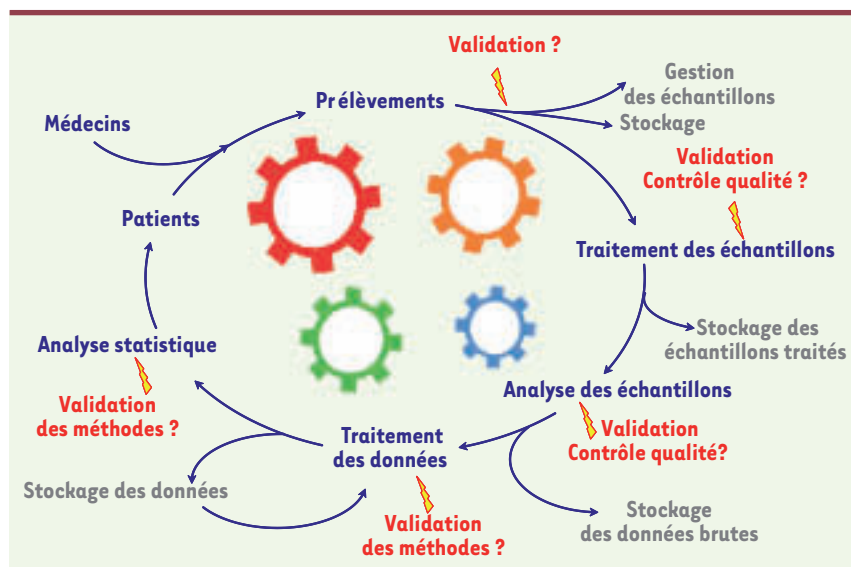 Validation ?
Prélèvements
Gestion
des échantillons
Stockage
Médecins
Validation
Contrôle qualité ?
Patients
Traitement des échantillons
Stockage des
échantillons traités
Analyse statistique
Analyse des échantillons
Validation
des méthodes ?
Validation
Contrôle qualité?
Traitement
des données
Stockage des données
Stockage
des données brutes
Validation
des méthodes ?